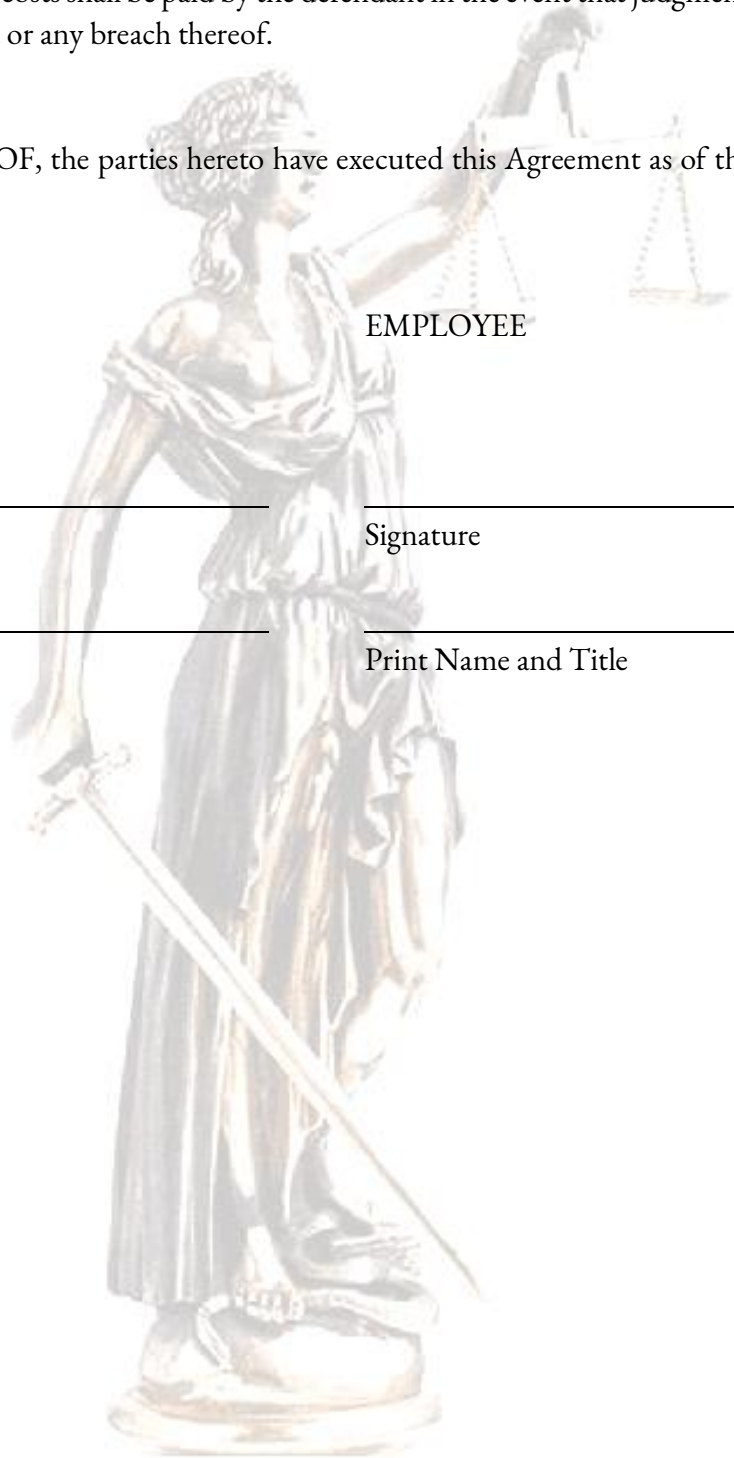 costs shall be paid by the defendant in the event that judgmen
or any breach thereof.
OF, the parties hereto have executed this Agreement as of th
EMPLOYEE
Signature
Print Name and Title